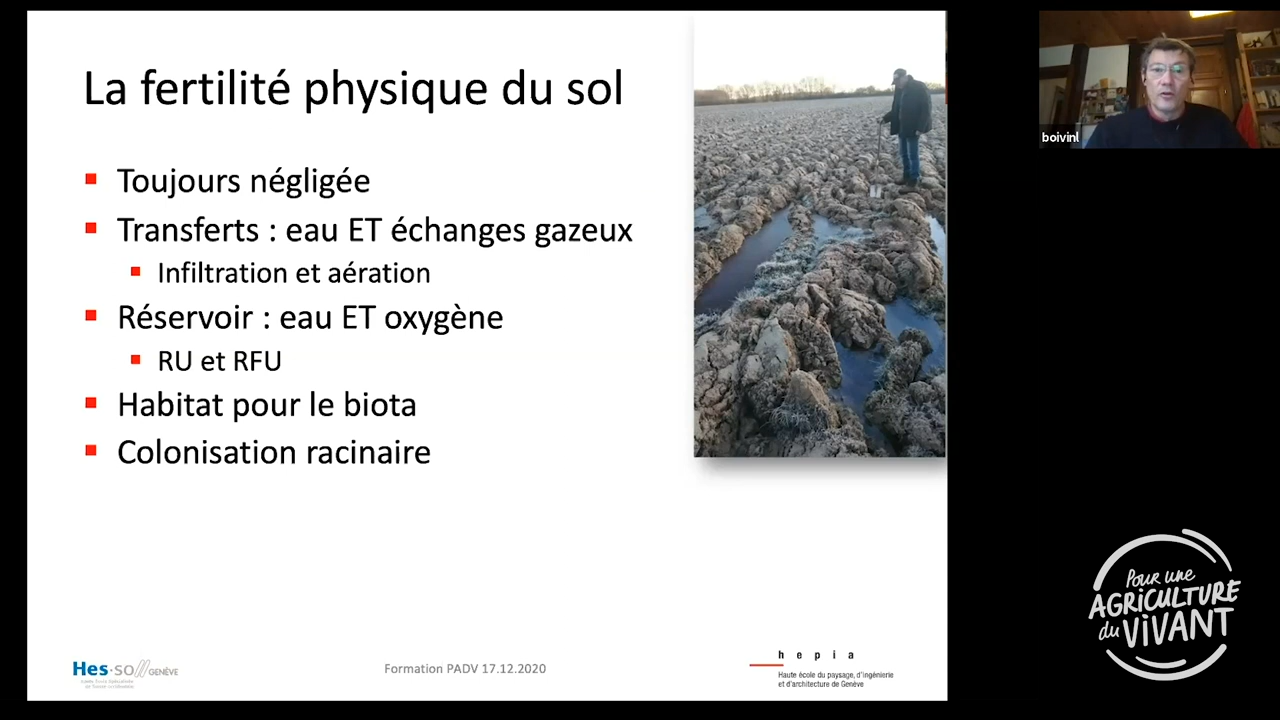 La fertilité physique du sol
Toujours négligée
Transferts : eau ET échanges gazeux
Infiltration et aération
Réservoir : eau ET oxygène
RU et RFU
Habitat pour le biota
Colonisation racinaire
boivinl
Pour une
AGRICULTURE
du VIVANT
Hes·so GENÈVE
Formation PADV 17.12.2020
hepia
Haute école du paysage, d'ingénierie
et d'architecture de Genève